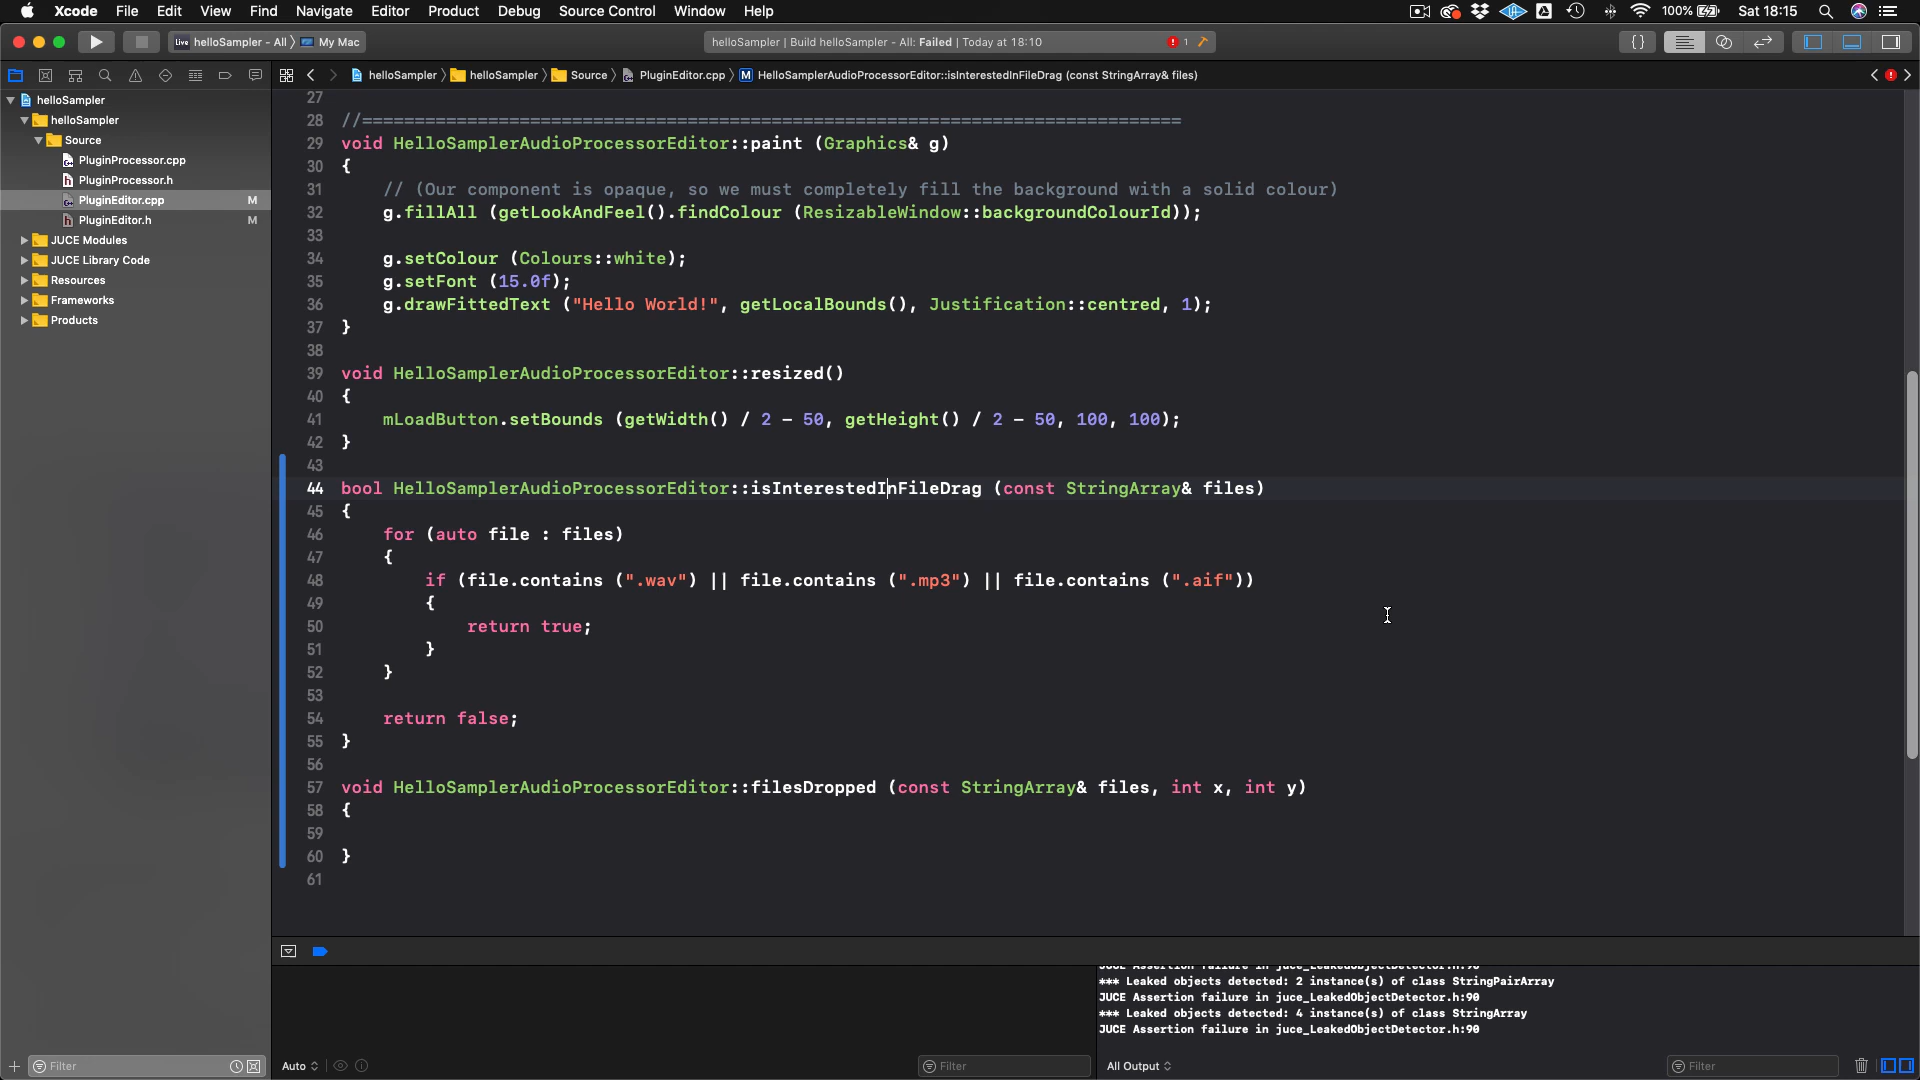 Xcode File Edit View Find Navigate Editor Product Debug Source Control Window Help 100% Sat 18:15
helloSampler - All My Mac helloSampler | Build helloSampler - All: Failed | Today at 18:10 1 {}
helloSampler helloSampler Source PluginEditor.cpp M HelloSamplerAudioProcessorEditor::isInterestedInFileDrag (const StringArray& files)
helloSampler
helloSampler
Source
PluginProcessor.cpp
PluginProcessor.h
PluginEditor.cpp M
PluginEditor.h M
JUCE Modules
JUCE Library Code
Resources
Frameworks
Products
27
28 //==============================================================================
29 void HelloSamplerAudioProcessorEditor::paint (Graphics& g)
30 {
31 // (Our component is opaque, so we must completely fill the background with a solid colour)
32 g.fillAll (getLookAndFeel().findColour (ResizableWindow::backgroundColourId));
33
34 g.setColour (Colours::white);
35 g.setFont (15.0f);
36 g.drawFittedText ("Hello World!", getLocalBounds(), Justification::centred, 1);
37 }
38
39 void HelloSamplerAudioProcessorEditor::resized()
40 {
41 mLoadButton.setBounds (getWidth() / 2 - 50, getHeight() / 2 - 50, 100, 100);
42 }
43
44 bool HelloSamplerAudioProcessorEditor::isInterestedInFileDrag (const StringArray& files)
45 {
46 for (auto file : files)
47 {
48 if (file.contains (".wav") || file.contains (".mp3") || file.contains (".aif"))
49 {
50 return true;
51 }
52 }
53
54 return false;
55 }
56
57 void HelloSamplerAudioProcessorEditor::filesDropped (const StringArray& files, int x, int y)
58 {
59
60 }
61
JUCE Assertion failure in juce_LeakedObjectDetector.h:90
*** Leaked objects detected: 2 instance(s) of class StringPairArray
JUCE Assertion failure in juce_LeakedObjectDetector.h:90
*** Leaked objects detected: 4 instance(s) of class StringArray
JUCE Assertion failure in juce_LeakedObjectDetector.h:90
Filter Auto Filter All Output Filter